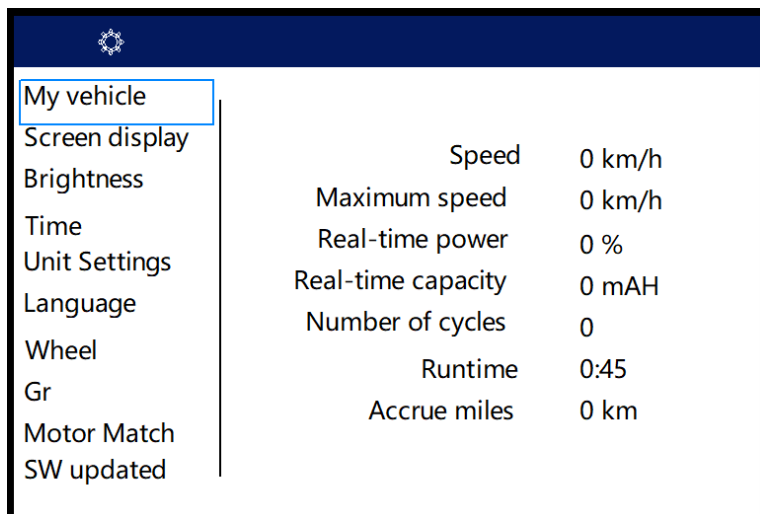 My vehicle
Screen display
Brightness
Time
Unit Settings
Language
Wheel
Gr
Motor Match
SW updated
Speed 0 km/h
Maximum speed 0 km/h
Real-time power 0 %
Real-time capacity 0 mAH
Number of cycles 0
Runtime 0:45
Accrue miles 0 km